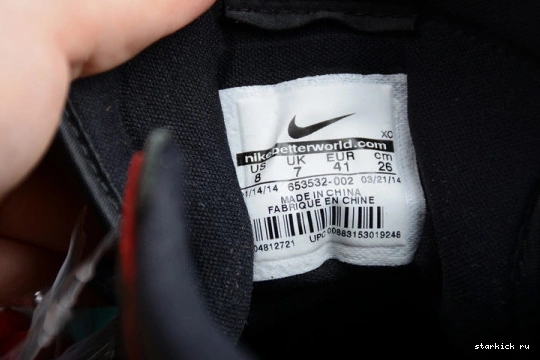 XC
nikebetterworld.com
US UK EUR cm
8 7 41 26
1/14/14 653532-002 03/21/14
MADE IN CHINA
FABRIQUE EN CHINE
04812721 UPC 00883153019246
starkick ru